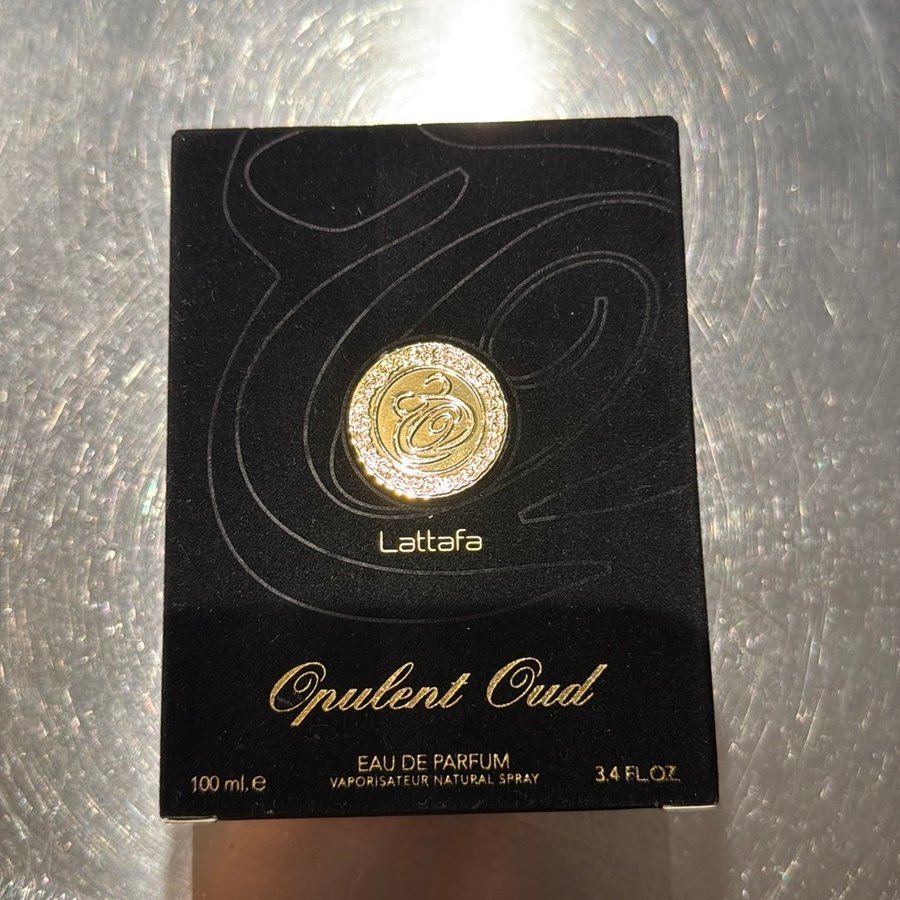 Lattafa
Opulent Oud
EAU DE PARFUM
VAPORISATEUR NATURAL SPRAY
100 ml.℮
3.4 FL.OZ.